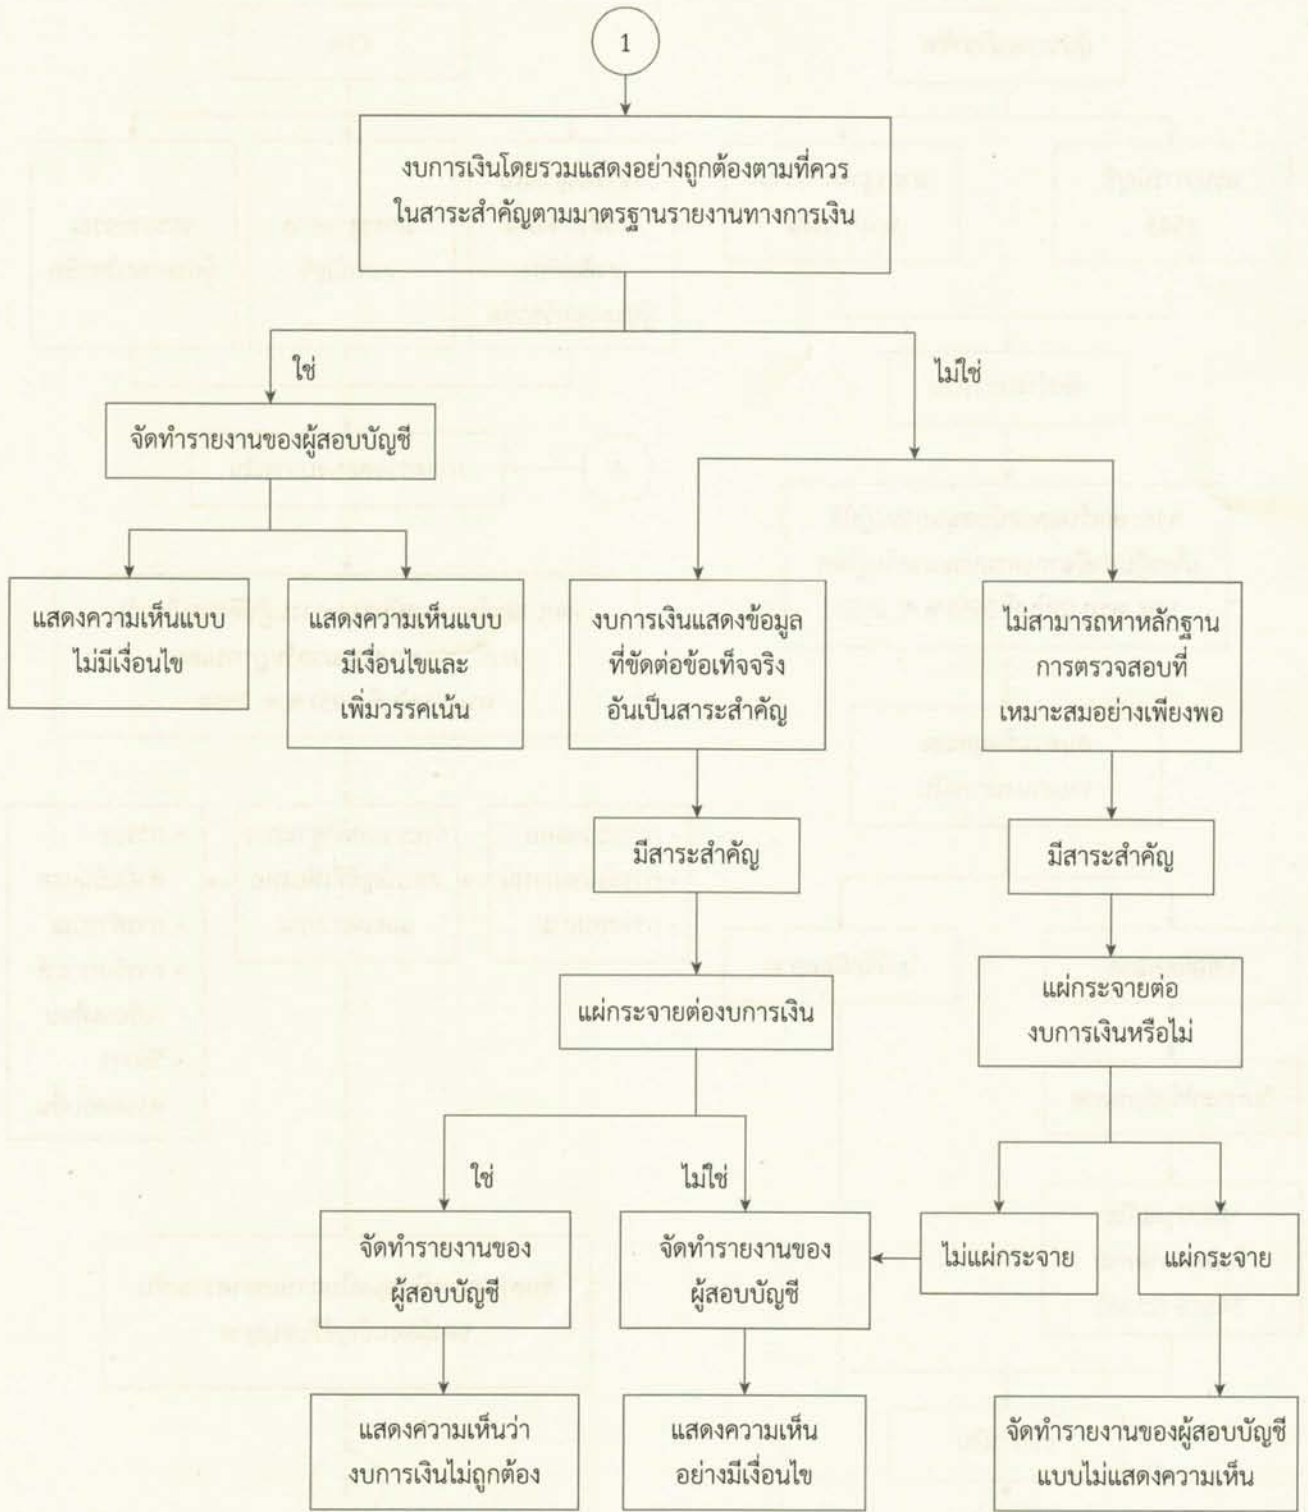 1
งบการเงินโดยรวมแสดงอย่างถูกต้องตามที่ควร
ในสาระสำคัญตามมาตรฐานรายงานทางการเงิน
ใช่
ไม่ใช่
จัดทำรายงานของผู้สอบบัญชี
แสดงความเห็นแบบ
ไม่มีเงื่อนไข
แสดงความเห็นแบบ
มีเงื่อนไขและ
เพิ่มวรรคเน้น
งบการเงินแสดงข้อมูล
ที่ขัดต่อข้อเท็จจริง
อันเป็นสาระสำคัญ
ไม่สามารถหาหลักฐาน
การตรวจสอบที่
เหมาะสมอย่างเพียงพอ
มีสาระสำคัญ
มีสาระสำคัญ
แผ่กระจายต่องบการเงิน
แผ่กระจายต่อ
งบการเงินหรือไม่
ใช่
ไม่ใช่
จัดทำรายงานของ
ผู้สอบบัญชี
จัดทำรายงานของ
ผู้สอบบัญชี
ไม่แผ่กระจาย
แผ่กระจาย
แสดงความเห็นว่า
งบการเงินไม่ถูกต้อง
แสดงความเห็น
อย่างมีเงื่อนไข
จัดทำรายงานของผู้สอบบัญชี
แบบไม่แสดงความเห็น